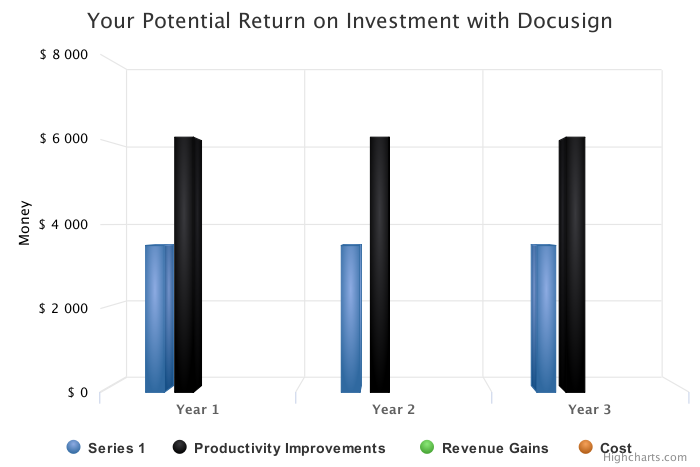 Your Potential Return on Investment with Docusign
$ 8 000
$ 6 000
$ 4 000
$ 2 000
$ 0
Money
Year 1
Year 2
Year 3
Series 1
Productivity Improvements
Revenue Gains
Cost
Highcharts.com